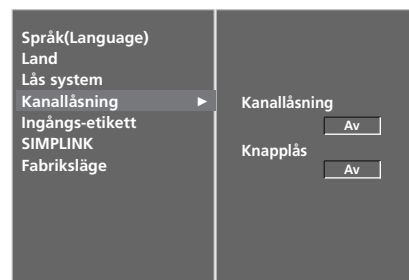 Språk(Language)
Land
Lås system
Kanallåsning ►
Ingångs-etikett
SIMPLINK
Fabriksläge
Kanallåsning
Av
Knapplås
Av